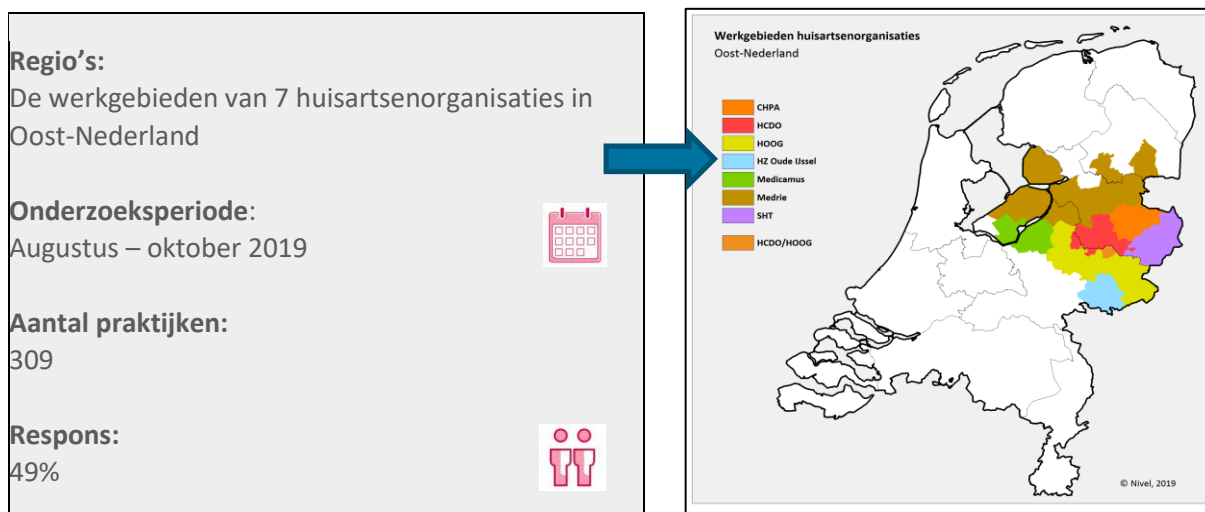 Regio's:
De werkgebieden van 7 huisartsenorganisaties in
Oost-Nederland
Onderzoeksperiode:
Augustus – oktober 2019
Aantal praktijken:
309
Respons:
49%
Werkgebieden huisartsenorganisaties
Oost-Nederland
CHPA
HCDO
HOOG
HZ Oude IJssel
Medicamus
Medrie
SHT
HCDO/HOOG
© Nivel, 2019